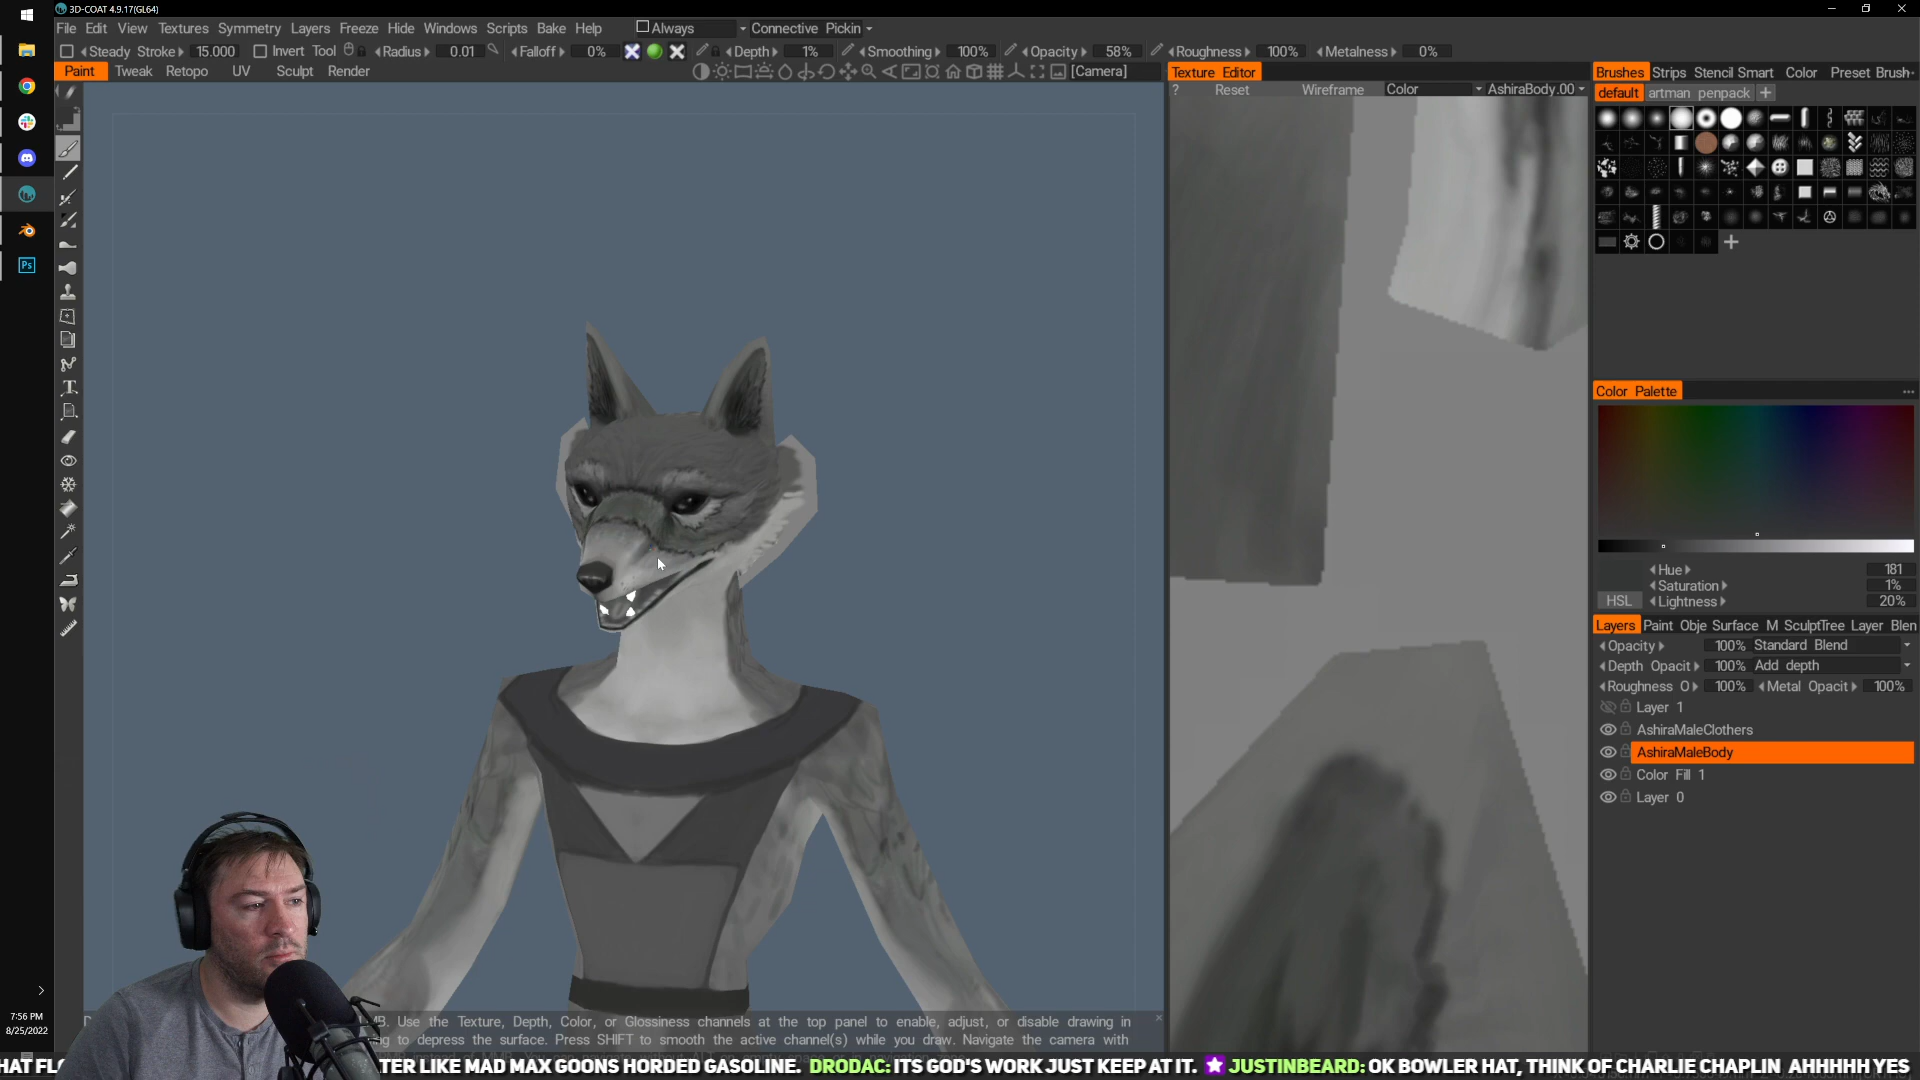 3D-COAT 4.9.17(GL64)
File Edit View Textures Symmetry Layers Freeze Hide Windows Scripts Bake Help Always Connective Pickin
Steady Stroke 15.000 Invert Tool Radius 0.01 Falloff 0% Depth 1% Smoothing 100% Opacity 58% Roughness 100% Metalness 0%
Paint Tweak Retopo UV Sculpt Render [Camera]
Texture Editor
? Reset Wireframe Color AshiraBody.00
Brushes Strips Stencil Smart Color Preset Brush
default artman penpack
Color Palette
Hue 181
Saturation 1%
HSL Lightness 20%
Layers Paint Obje Surface M SculptTree Layer Blen
Opacity 100% Standard Blend
Depth Opacit 100% Add depth
Roughness O 100% Metal Opacit 100%
Layer 1
AshiraMaleClothers
AshiraMaleBody
Color Fill 1
Layer 0
Ps
7:56 PM
8/25/2022
MB. Use the Texture, Depth, Color, or Glossiness channels at the top panel to enable, adjust, or disable drawing in
ng to depress the surface. Press SHIFT to smooth the active channel(s) while you draw. Navigate the camera with
HAT FL TER LIKE MAD MAX GOONS HORDED GASOLINE. DRODAC: ITS GOD'S WORK JUST KEEP AT IT. JUSTINBEARD: OK BOWLER HAT, THINK OF CHARLIE CHAPLIN AHHHHH YES